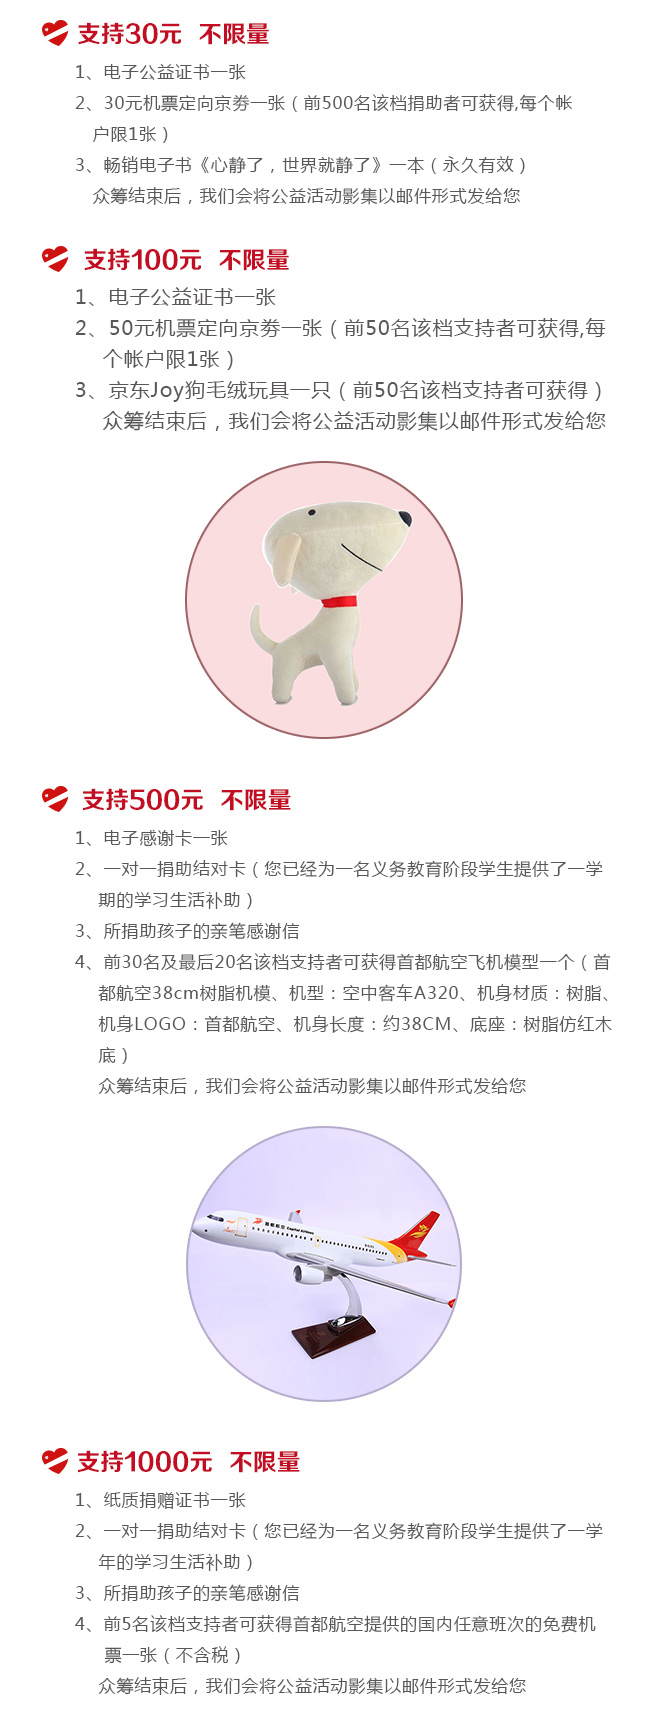 支持30元 不限量
1、电子公益证书一张
2、30元机票定向京劵一张（前500名该档捐助者可获得,每个帐
户限1张）
3、畅销电子书《心静了，世界就静了》一本（永久有效）
众筹结束后，我们会将公益活动影集以邮件形式发给您
支持100元 不限量
1、电子公益证书一张
2、50元机票定向京劵一张（前50名该档支持者可获得,每
个帐户限1张）
3、京东Joy狗毛绒玩具一只（前50名该档支持者可获得）
众筹结束后，我们会将公益活动影集以邮件形式发给您
支持500元 不限量
1、电子感谢卡一张
2、一对一捐助结对卡（您已经为一名义务教育阶段学生提供了一学
期的学习生活补助）
3、所捐助孩子的亲笔感谢信
4、前30名及最后20名该档支持者可获得首都航空飞机模型一个（首
都航空38cm树脂机模、机型：空中客车A320、机身材质：树脂、
机身LOGO：首都航空、机身长度：约38CM、底座：树脂仿红木
底）
众筹结束后，我们会将公益活动影集以邮件形式发给您
首都航空 Capital Airlines
支持1000元 不限量
1、纸质捐赠证书一张
2、一对一捐助结对卡（您已经为一名义务教育阶段学生提供了一学
年的学习生活补助）
3、所捐助孩子的亲笔感谢信
4、前5名该档支持者可获得首都航空提供的国内任意班次的免费机
票一张（不含税）
众筹结束后，我们会将公益活动影集以邮件形式发给您